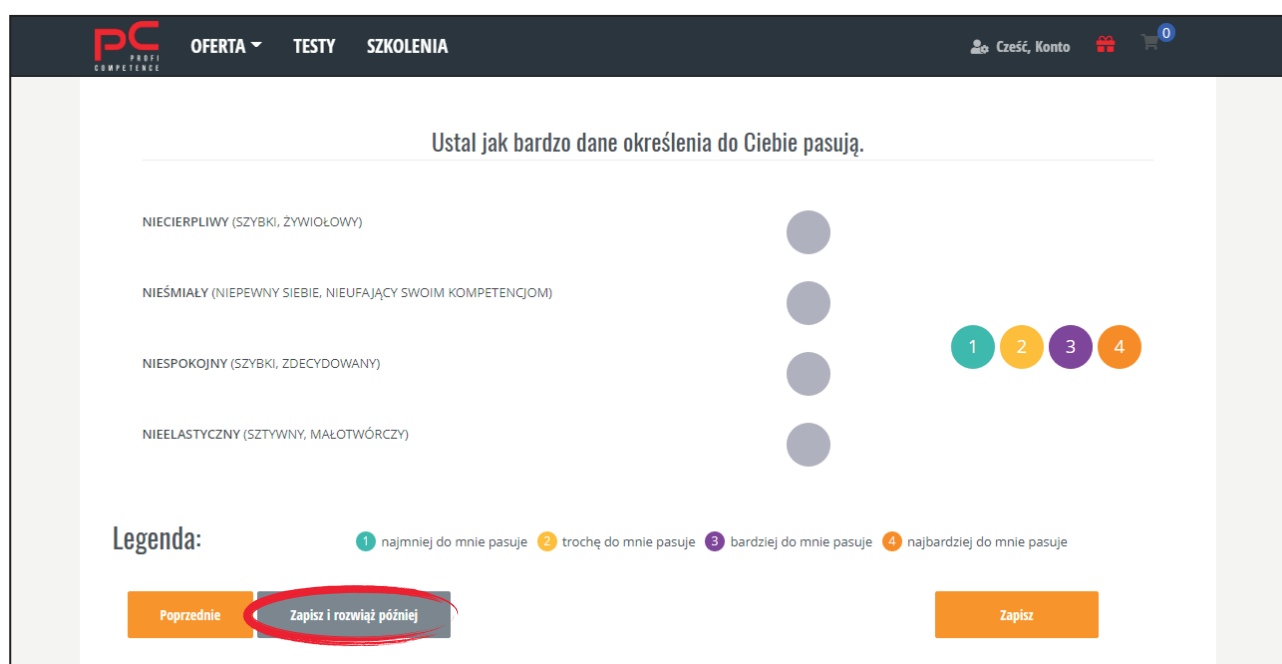 PC
PROFI
COMPETENCE
OFERTA TESTY SZKOLENIA Cześć, Konto 0
Ustal jak bardzo dane określenia do Ciebie pasują.
NIECIERPLIWY (SZYBKI, ŻYWIOŁOWY)
NIEŚMIAŁY (NIEPEWNY SIEBIE, NIEUFAJĄCY SWOIM KOMPETENCJOM)
1 2 3 4
NIESPOKOJNY (SZYBKI, ZDECYDOWANY)
NIEELASTYCZNY (SZTYWNY, MAŁOTWÓRCZY)
Legenda: 1 najmniej do mnie pasuje 2 trochę do mnie pasuje 3 bardziej do mnie pasuje 4 najbardziej do mnie pasuje
Poprzednie Zapisz i rozwiąż później Zapisz